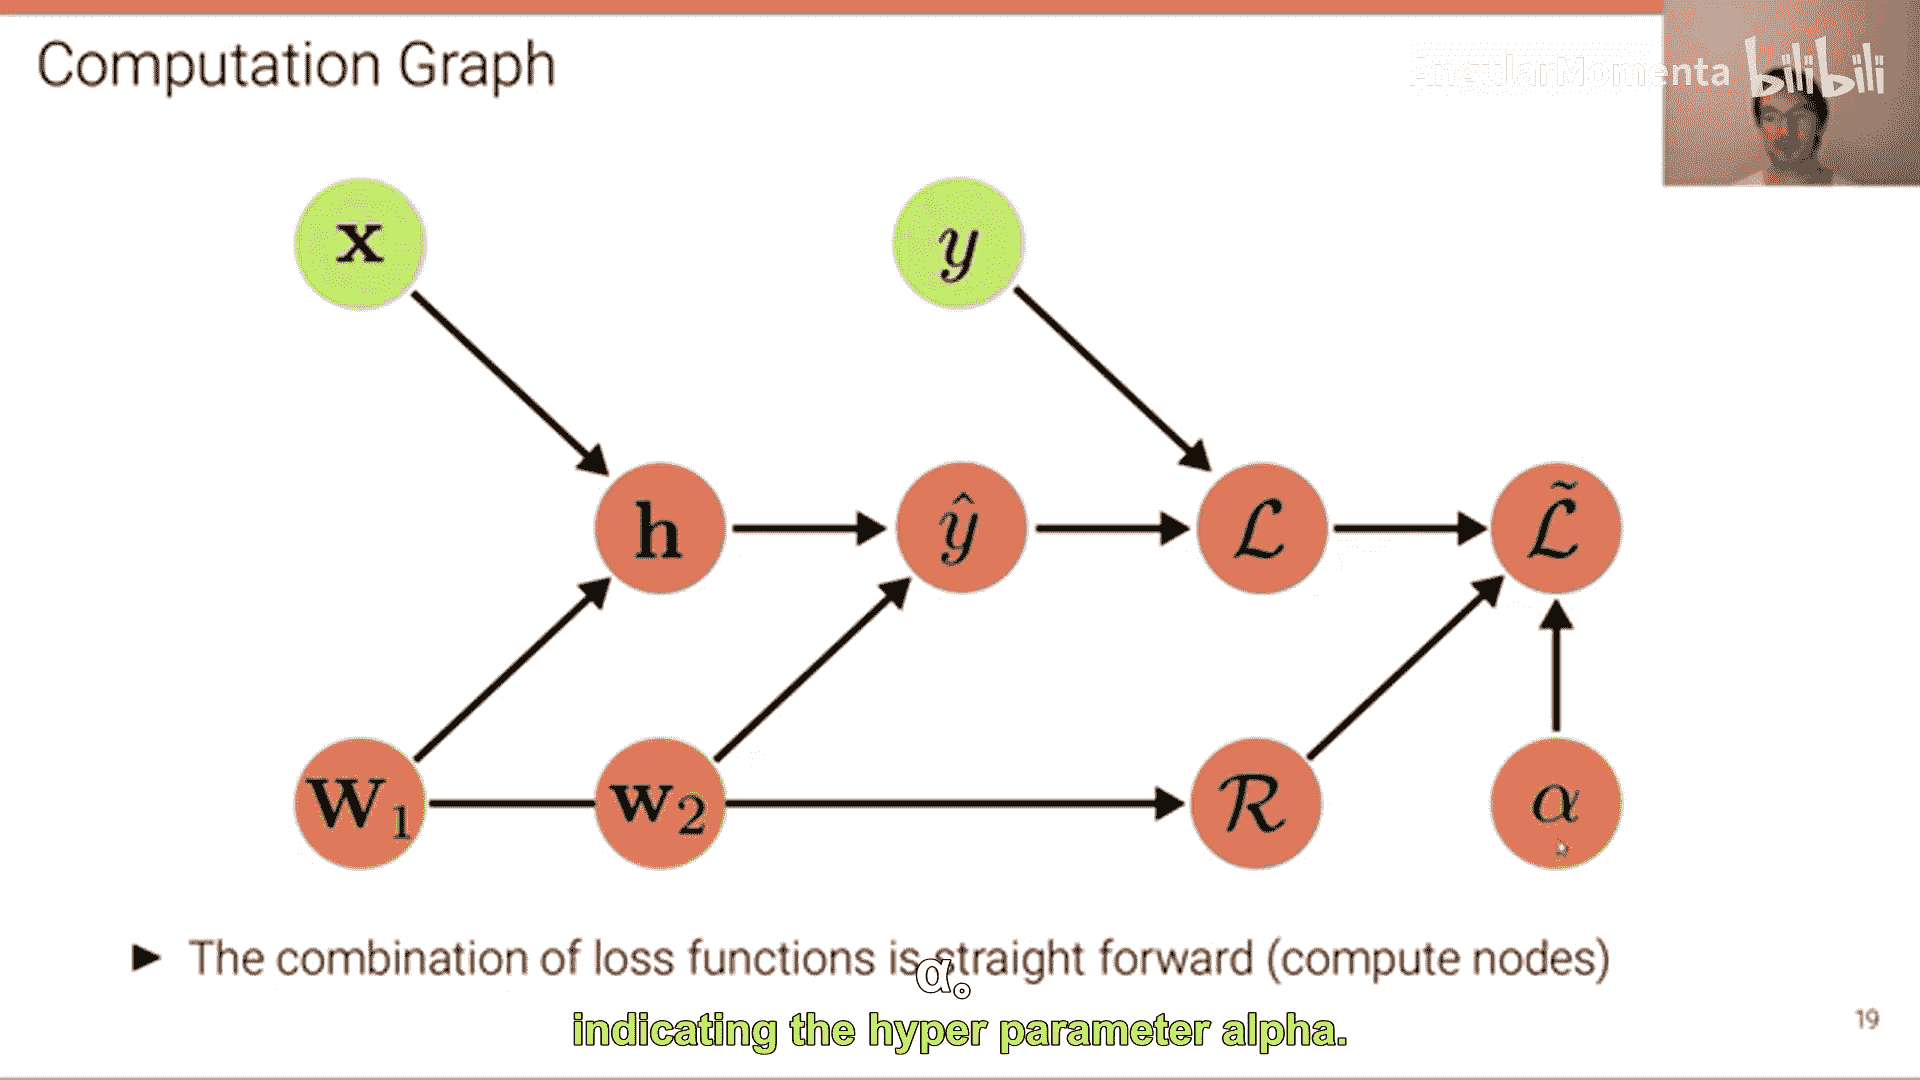 Computation Graph
AngularMomenta bilibili
x
y
h
ŷ
ℒ
ℒ̃
W₁
w₂
ℛ
α
► The combination of loss functions is straight forward (compute nodes)
α。
indicating the hyper parameter alpha.
19